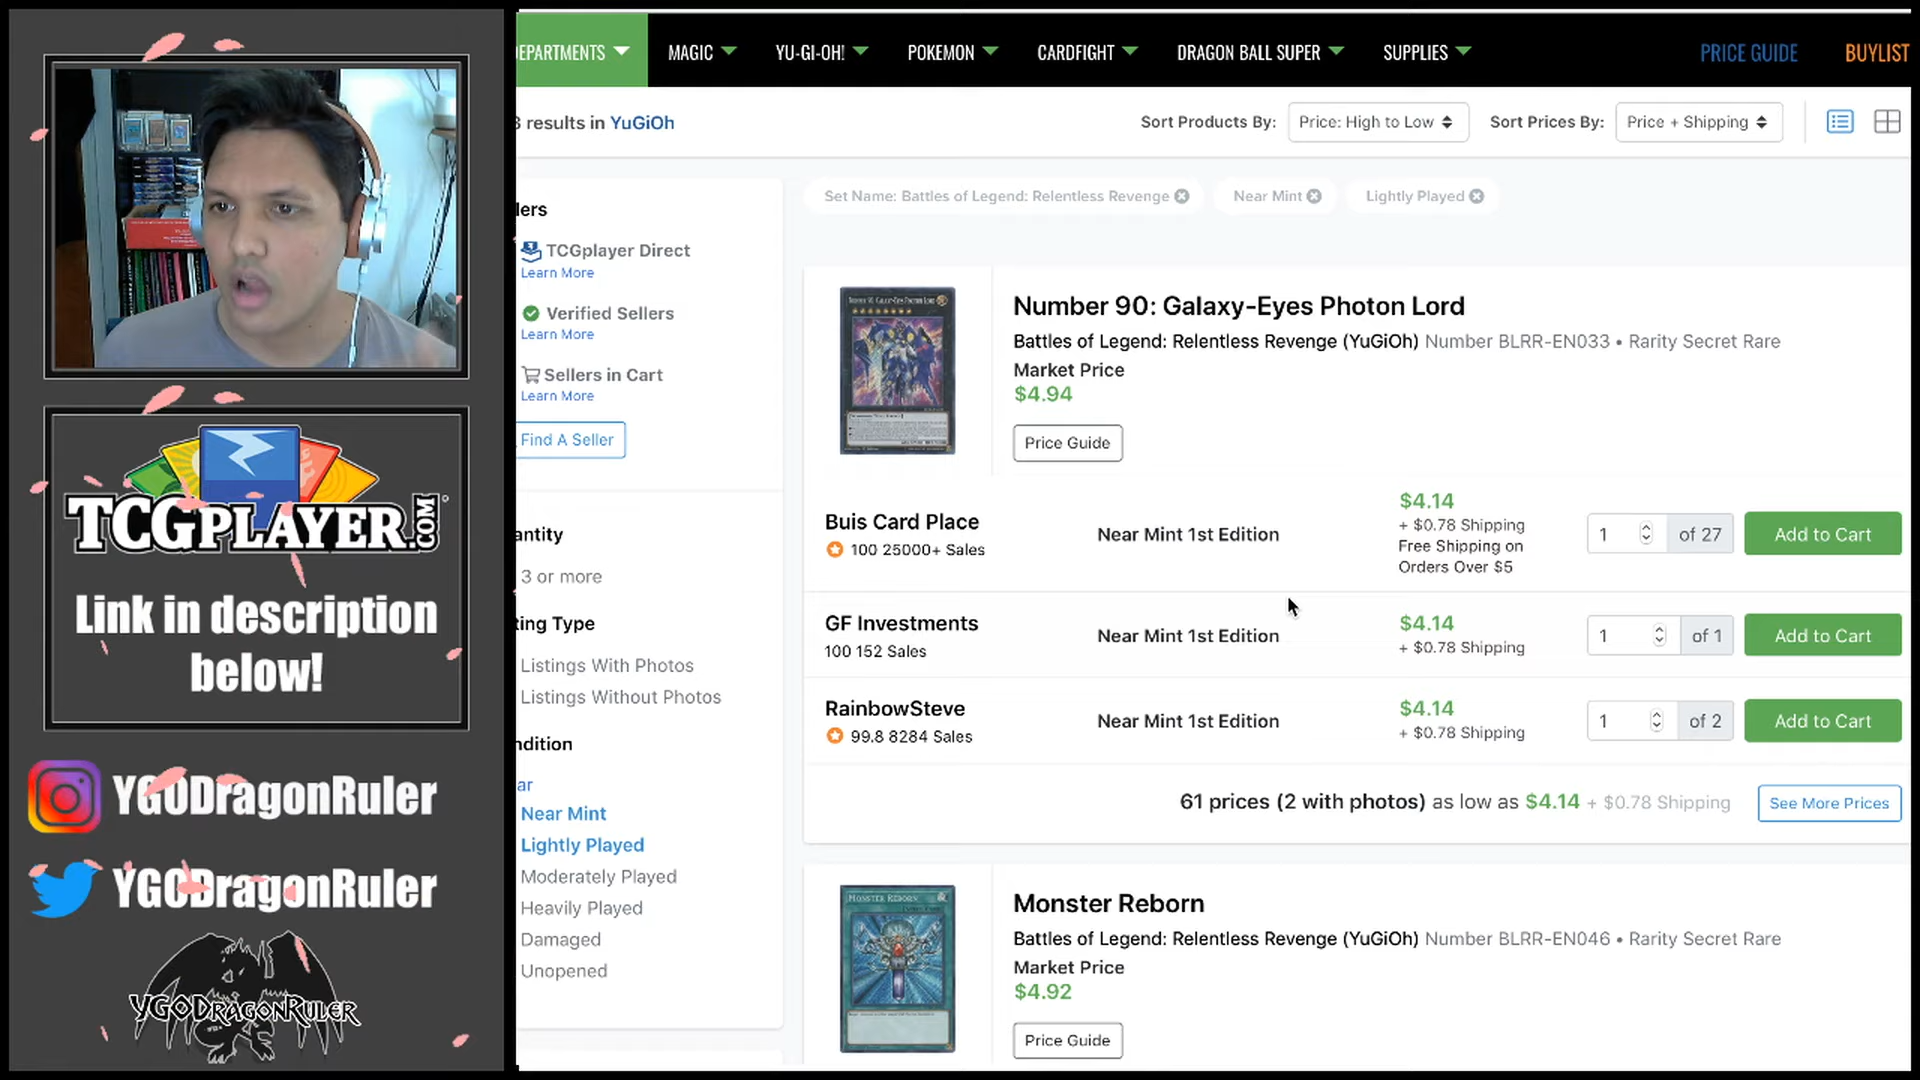 EPARTMENTS
MAGIC
YU-GI-OH!
POKEMON
CARDFIGHT
DRAGON BALL SUPER
SUPPLIES
PRICE GUIDE
BUYLIST
3 results in YuGiOh
Sort Products By:
Price: High to Low
Sort Prices By:
Price + Shipping
Set Name: Battles of Legend: Relentless Revenge
Near Mint
Lightly Played
lers
TCGplayer Direct
Learn More
Verified Sellers
Learn More
Sellers in Cart
Learn More
Find A Seller
antity
3 or more
ting Type
Listings With Photos
Listings Without Photos
ndition
ar
Near Mint
Lightly Played
Moderately Played
Heavily Played
Damaged
Unopened
Number 90: Galaxy-Eyes Photon Lord
Battles of Legend: Relentless Revenge (YuGiOh) Number BLRR-EN033 • Rarity Secret Rare
Market Price
$4.94
Price Guide
Buis Card Place
100 25000+ Sales
Near Mint 1st Edition
$4.14
+ $0.78 Shipping
Free Shipping on
Orders Over $5
1
of 27
Add to Cart
GF Investments
100 152 Sales
Near Mint 1st Edition
$4.14
+ $0.78 Shipping
1
of 1
Add to Cart
RainbowSteve
99.8 8284 Sales
Near Mint 1st Edition
$4.14
+ $0.78 Shipping
1
of 2
Add to Cart
61 prices (2 with photos) as low as $4.14 + $0.78 Shipping
See More Prices
MONSTER REBORN
Monster Reborn
Battles of Legend: Relentless Revenge (YuGiOh) Number BLRR-EN046 • Rarity Secret Rare
Market Price
$4.92
Price Guide
TCGPLAYER.COM
Link in description
below!
YGODragonRuler
YGODragonRuler
YGODRAGONRULER